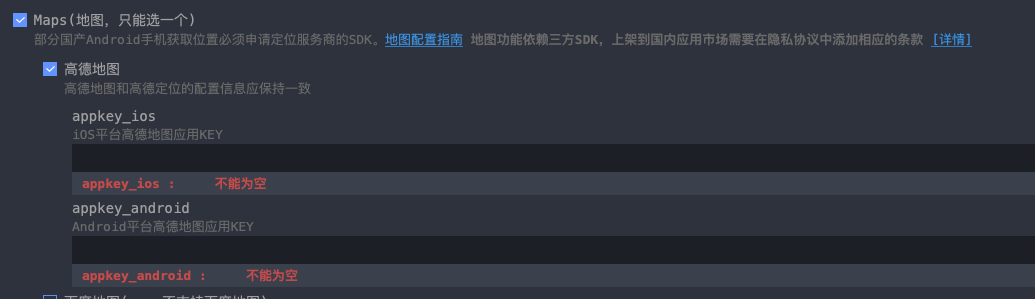 Maps(地图，只能选一个)
部分国产Android手机获取位置必须申请定位服务商的SDK。地图配置指南 地图功能依赖三方SDK，上架到国内应用市场需要在隐私协议中添加相应的条款 [详情]
高德地图
高德地图和高德定位的配置信息应保持一致
appkey_ios
iOS平台高德地图应用KEY
appkey_ios : 不能为空
appkey_android
Android平台高德地图应用KEY
appkey_android : 不能为空